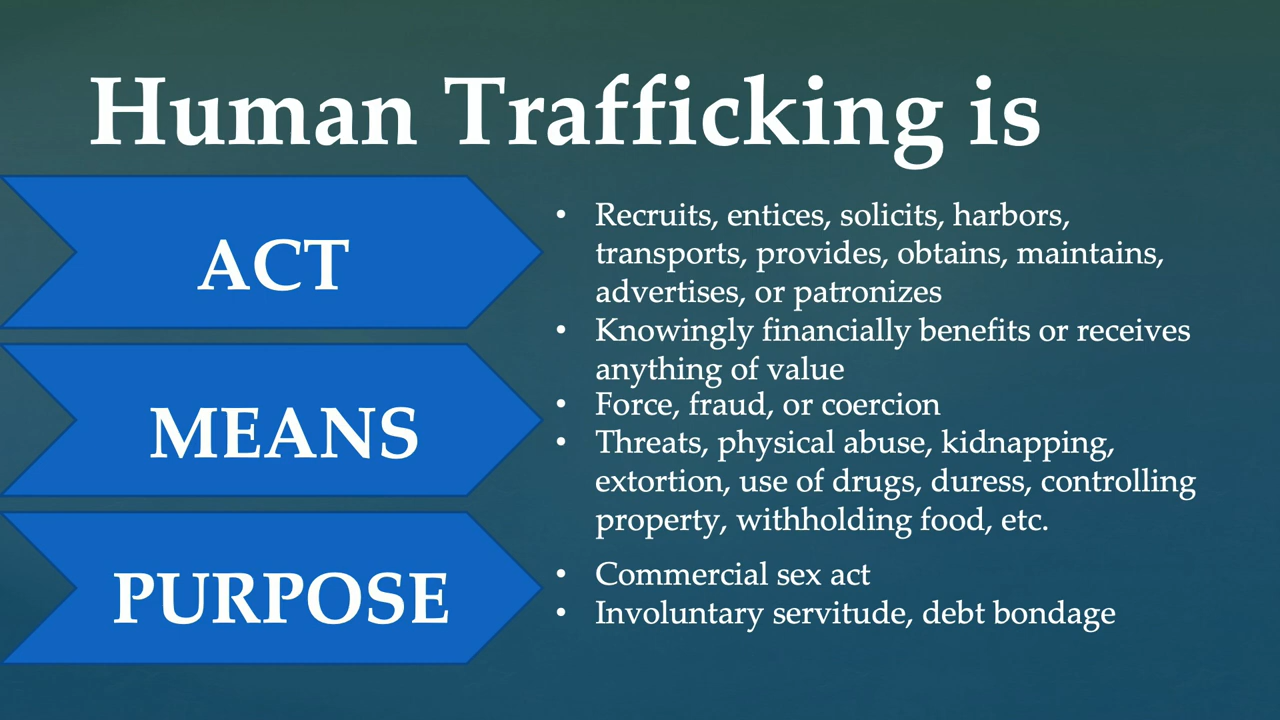 Human Trafficking is
ACT
• Recruits, entices, solicits, harbors,
transports, provides, obtains, maintains,
advertises, or patronizes
• Knowingly financially benefits or receives
anything of value
MEANS
• Force, fraud, or coercion
• Threats, physical abuse, kidnapping,
extortion, use of drugs, duress, controlling
property, withholding food, etc.
PURPOSE
• Commercial sex act
• Involuntary servitude, debt bondage